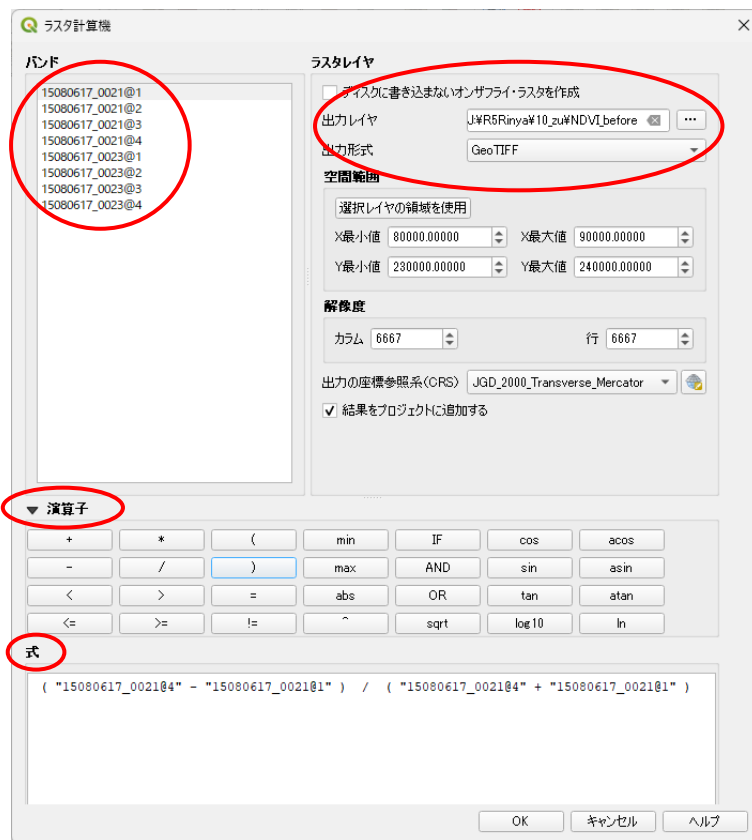 ラスタ計算機
バンド
15080617_0021@1
15080617_0021@2
15080617_0021@3
15080617_0021@4
15080617_0023@1
15080617_0023@2
15080617_0023@3
15080617_0023@4
ラスタレイヤ
ディスクに書き込まないオンザフライ・ラスタを作成
出力レイヤ J:¥R5Rinya¥10_zu¥NDVI_before ...
出力形式 GeoTIFF
空間範囲
選択レイヤの領域を使用
X最小値 80000.00000 X最大値 90000.00000
Y最小値 230000.00000 Y最大値 240000.00000
解像度
カラム 6667 行 6667
出力の座標参照系(CRS) JGD_2000_Transverse_Mercator
結果をプロジェクトに追加する
演算子
+ * ( min IF cos acos
- / ) max AND sin asin
< > = abs OR tan atan
<= >= != ^ sqrt log10 ln
式
( "15080617_0021@4" - "15080617_0021@1" ) / ( "15080617_0021@4" + "15080617_0021@1" )
OK キャンセル ヘルプ